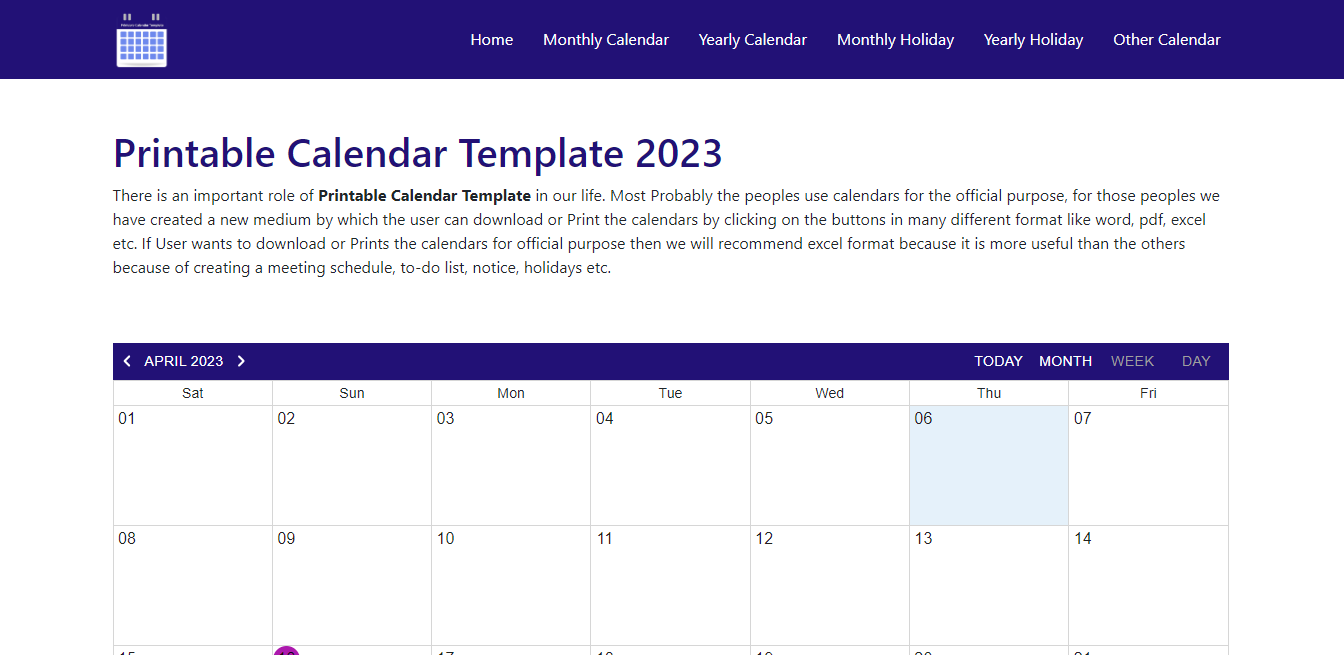 Home Monthly Calendar Yearly Calendar Monthly Holiday Yearly Holiday Other Calendar
Printable Calendar Template 2023
There is an important role of Printable Calendar Template in our life. Most Probably the peoples use calendars for the official purpose, for those peoples we
have created a new medium by which the user can download or Print the calendars by clicking on the buttons in many different format like word, pdf, excel
etc. If User wants to download or Prints the calendars for official purpose then we will recommend excel format because it is more useful than the others
because of creating a meeting schedule, to-do list, notice, holidays etc.
APRIL 2023 TODAY MONTH WEEK DAY
Sat Sun Mon Tue Wed Thu Fri
01 02 03 04 05 06 07
08 09 10 11 12 13 14